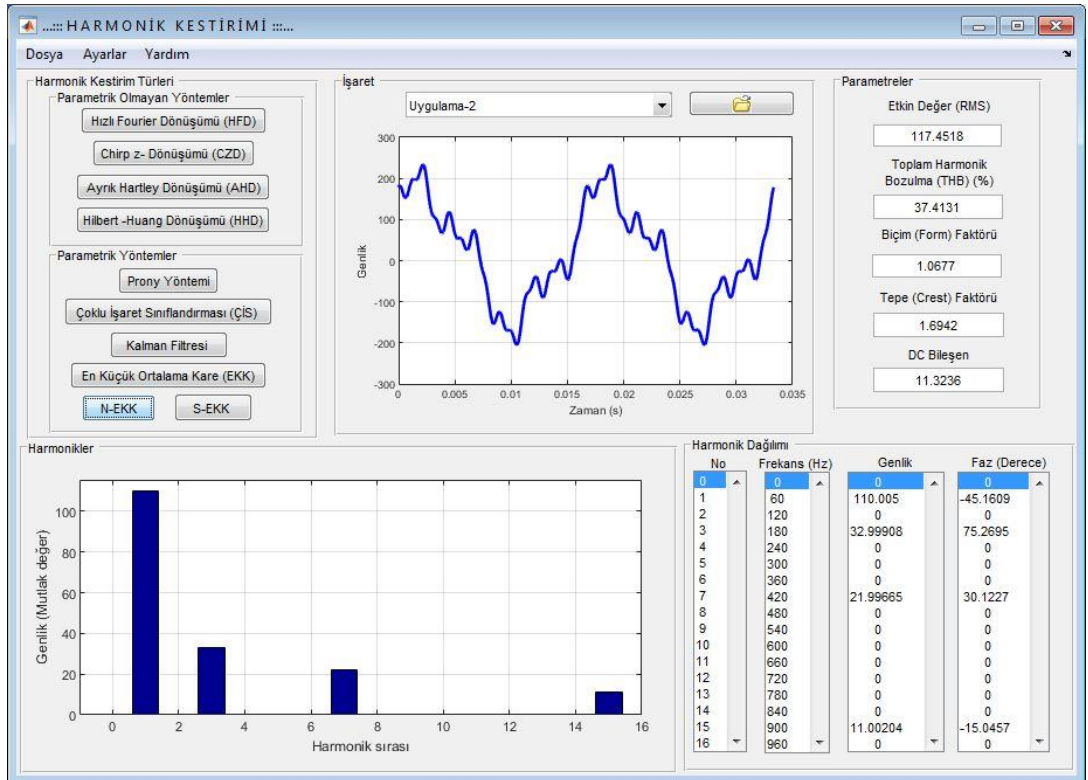 ...::: HARMONİK KESTİRİMİ :::...
Dosya Ayarlar Yardım
Harmonik Kestirim Türleri
Parametrik Olmayan Yöntemler
Hızlı Fourier Dönüşümü (HFD)
Chirp z- Dönüşümü (CZD)
Ayrık Hartley Dönüşümü (AHD)
Hilbert -Huang Dönüşümü (HHD)
Parametrik Yöntemler
Prony Yöntemi
Çoklu İşaret Sınıflandırması (ÇİS)
Kalman Filtresi
En Küçük Ortalama Kare (EKK)
N-EKK S-EKK
İşaret
Uygulama-2
300
200
100
0
-100
-200
-300
Genlik
0 0.005 0.01 0.015 0.02 0.025 0.03 0.035
Zaman (s)
Parametreler
Etkin Değer (RMS)
117.4518
Toplam Harmonik
Bozulma (THB) (%)
37.4131
Biçim (Form) Faktörü
1.0677
Tepe (Crest) Faktörü
1.6942
DC Bileşen
11.3236
Harmonikler
100
80
60
40
20
0
Genlik (Mutlak değer)
0 2 4 6 8 10 12 14 16
Harmonik sırası
Harmonik Dağılımı
No Frekans (Hz) Genlik Faz (Derece)
0 0 0 0
1 60 110.005 -45.1609
2 120 0 0
3 180 32.99908 75.2695
4 240 0 0
5 300 0 0
6 360 0 0
7 420 21.99665 30.1227
8 480 0 0
9 540 0 0
10 600 0 0
11 660 0 0
12 720 0 0
13 780 0 0
14 840 0 0
15 900 11.00204 -15.0457
16 960 0 0